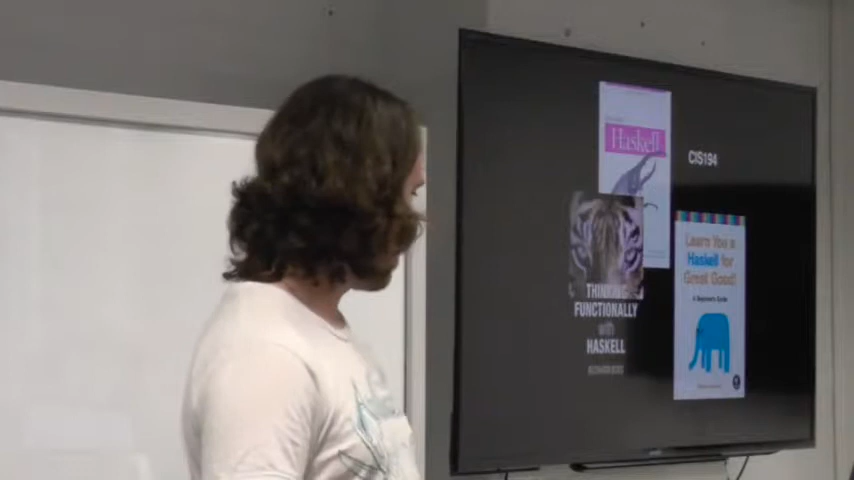 Haskell
CIS194
THINKING
FUNCTIONALLY
with
HASKELL
Learn You a
Haskell for
Great Good!
A Beginner's Guide